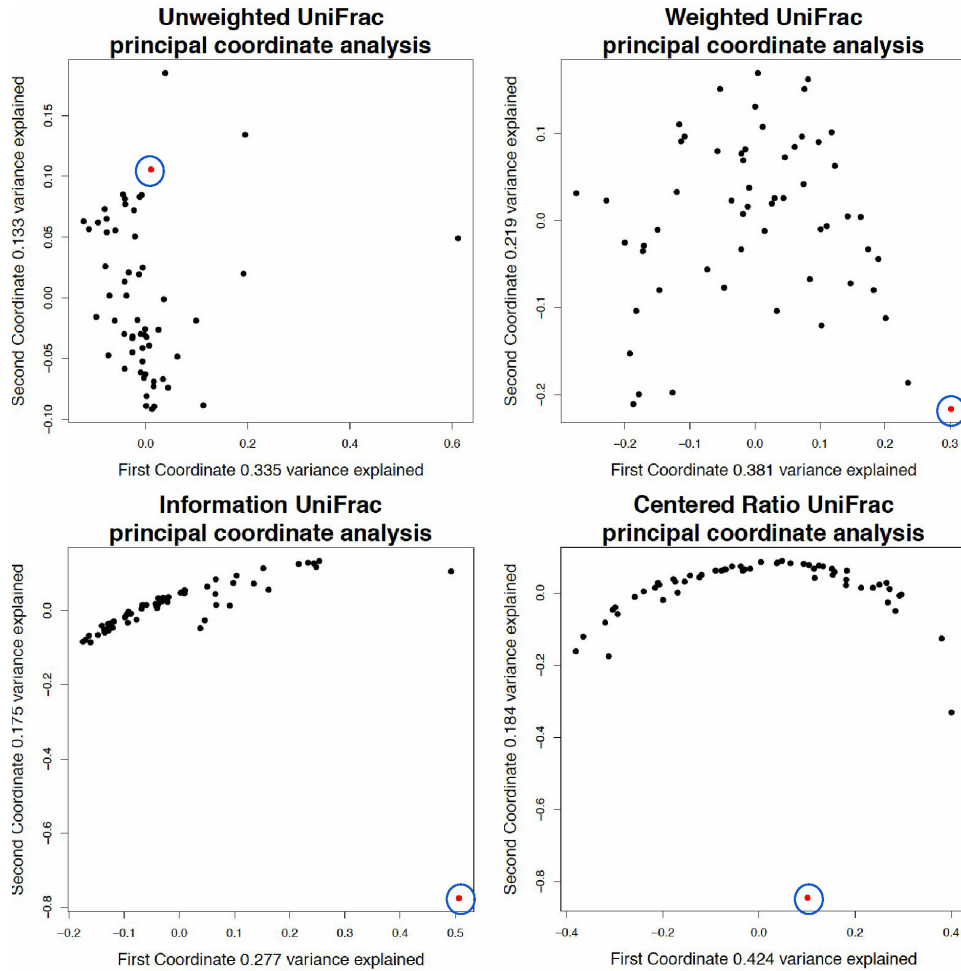 Unweighted UniFrac
principal coordinate analysis
Second Coordinate 0.133 variance explained
0.15
0.10
0.05
0.00
−0.05
−0.10
0.0
0.2
0.4
0.6
First Coordinate 0.335 variance explained
Weighted UniFrac
principal coordinate analysis
Second Coordinate 0.219 variance explained
0.1
0.0
−0.1
−0.2
−0.2
−0.1
0.0
0.1
0.2
0.3
First Coordinate 0.381 variance explained
Information UniFrac
principal coordinate analysis
Second Coordinate 0.175 variance explained
0.0
−0.2
−0.4
−0.6
−0.8
−0.2
−0.1
0.0
0.1
0.2
0.3
0.4
0.5
First Coordinate 0.277 variance explained
Centered Ratio UniFrac
principal coordinate analysis
Second Coordinate 0.184 variance explained
0.0
−0.2
−0.4
−0.6
−0.8
−0.4
−0.2
0.0
0.2
0.4
First Coordinate 0.424 variance explained